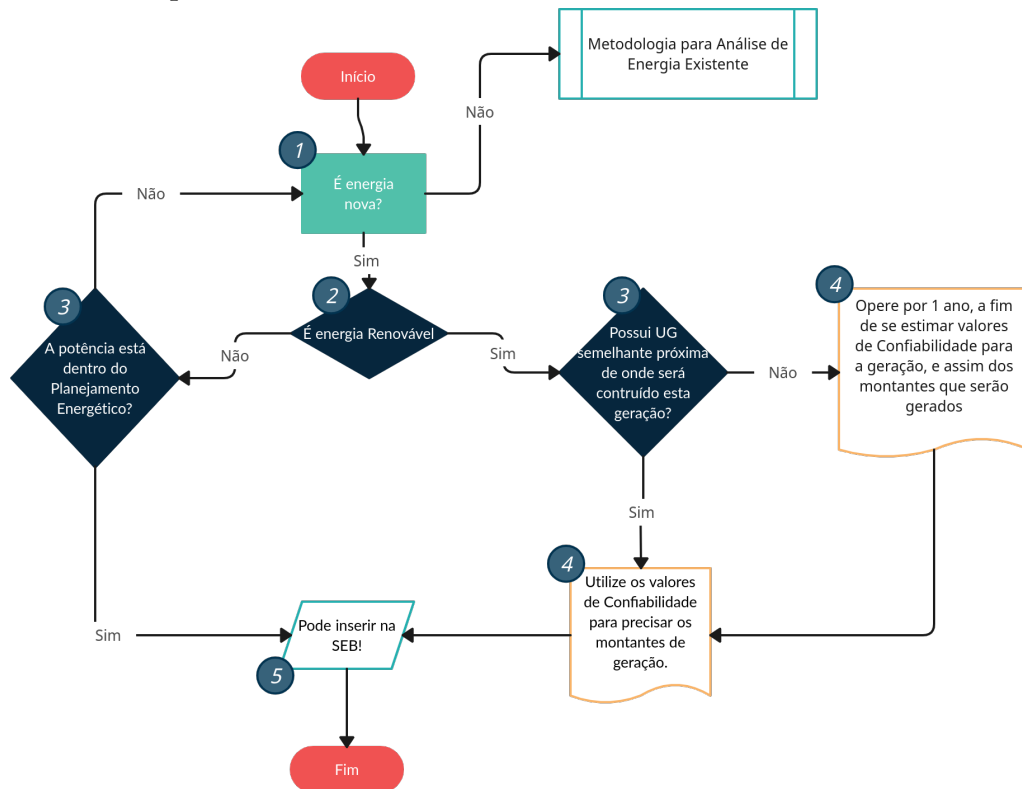 Início
Metodologia para Análise de
Energia Existente
Não
1
É energia
nova?
Não
Sim
2
É energia Renovável
Não
Sim
3
A potência está
dentro do
Planejamento
Energético?
3
Possui UG
semelhante próxima
de onde será
contruído esta
geração?
Não
4
Opere por 1 ano, a fim
de se estimar valores
de Confiabilidade para
a geração, e assim dos
montantes que serão
gerados
Sim
4
Utilize os valores
de Confiabilidade
para precisar os
montantes de
geração.
Sim
Pode inserir na
SEB!
5
Fim